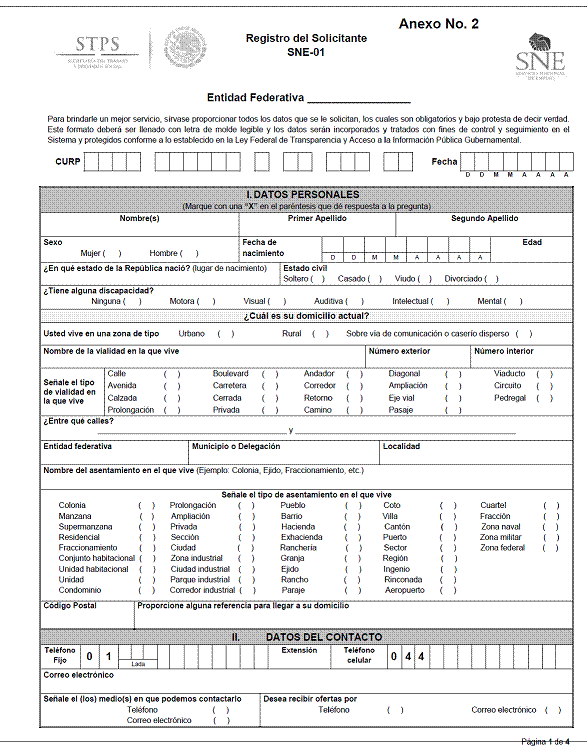 Anexo No. 2
STPS
SECRETARÍA DEL TRABAJO
Y PREVISIÓN SOCIAL
Registro del Solicitante
SNE-01
SNE
SERVICIO NACIONAL
DE EMPLEO
Entidad Federativa
Para brindarle un mejor servicio, sírvase proporcionar todos los datos que se le solicitan, los cuales son obligatorios y bajo protesta de decir verdad.
Este formato deberá ser llenado con letra de molde legible y los datos serán incorporados y tratados con fines de control y seguimiento en el
Sistema y protegidos conforme a lo establecido en la Ley Federal de Transparencia y Acceso a la Información Pública Gubernamental.
CURP Fecha
D D M M A A A A
I. DATOS PERSONALES
(Marque con una "X" en el paréntesis que dé respuesta a la pregunta)
Nombre(s) Primer Apellido Segundo Apellido
Sexo Fecha de nacimiento Edad
Mujer ( ) Hombre ( ) D D M M A A A A
¿En qué estado de la República nació? (lugar de nacimiento) Estado civil
Soltero ( ) Casado ( ) Viudo ( ) Divorciado ( )
¿Tiene alguna discapacidad?
Ninguna ( ) Motora ( ) Visual ( ) Auditiva ( ) Intelectual ( ) Mental ( )
¿Cuál es su domicilio actual?
Usted vive en una zona de tipo Urbano ( ) Rural ( ) Sobre vía de comunicación o caserío disperso ( )
Nombre de la vialidad en la que vive Número exterior Número interior
Señale el tipo de vialidad en la que vive
Calle ( ) Boulevard ( ) Andador ( ) Diagonal ( ) Viaducto ( )
Avenida ( ) Carretera ( ) Corredor ( ) Ampliación ( ) Circuito ( )
Calzada ( ) Cerrada ( ) Retorno ( ) Eje vial ( ) Pedregal ( )
Prolongación ( ) Privada ( ) Camino ( ) Pasaje ( )
¿Entre qué calles?
y
Entidad federativa Municipio o Delegación Localidad
Nombre del asentamiento en el que vive (Ejemplo: Colonia, Ejido, Fraccionamiento, etc.)
Señale el tipo de asentamiento en el que vive
Colonia ( ) Prolongación ( ) Pueblo ( ) Coto ( ) Cuartel ( )
Manzana ( ) Ampliación ( ) Barrio ( ) Villa ( ) Fracción ( )
Supermanzana ( ) Privada ( ) Hacienda ( ) Cantón ( ) Zona naval ( )
Residencial ( ) Sección ( ) Exhacienda ( ) Puerto ( ) Zona militar ( )
Fraccionamiento ( ) Ciudad ( ) Ranchería ( ) Sector ( ) Zona federal ( )
Conjunto habitacional ( ) Zona industrial ( ) Granja ( ) Región ( )
Unidad habitacional ( ) Ciudad industrial ( ) Ejido ( ) Ingenio ( )
Unidad ( ) Parque industrial ( ) Rancho ( ) Rinconada ( )
Condominio ( ) Corredor industrial ( ) Paraje ( ) Aeropuerto ( )
Código Postal Proporcione alguna referencia para llegar a su domicilio
II. DATOS DEL CONTACTO
Teléfono Fijo 0 1 Extensión Teléfono celular 0 4 4
Lada
Correo electrónico
Señale el (los) medio(s) en que podemos contactarlo Desea recibir ofertas por
Teléfono ( ) Teléfono ( ) Correo electrónico ( )
Correo electrónico ( )
Página 1 de 4